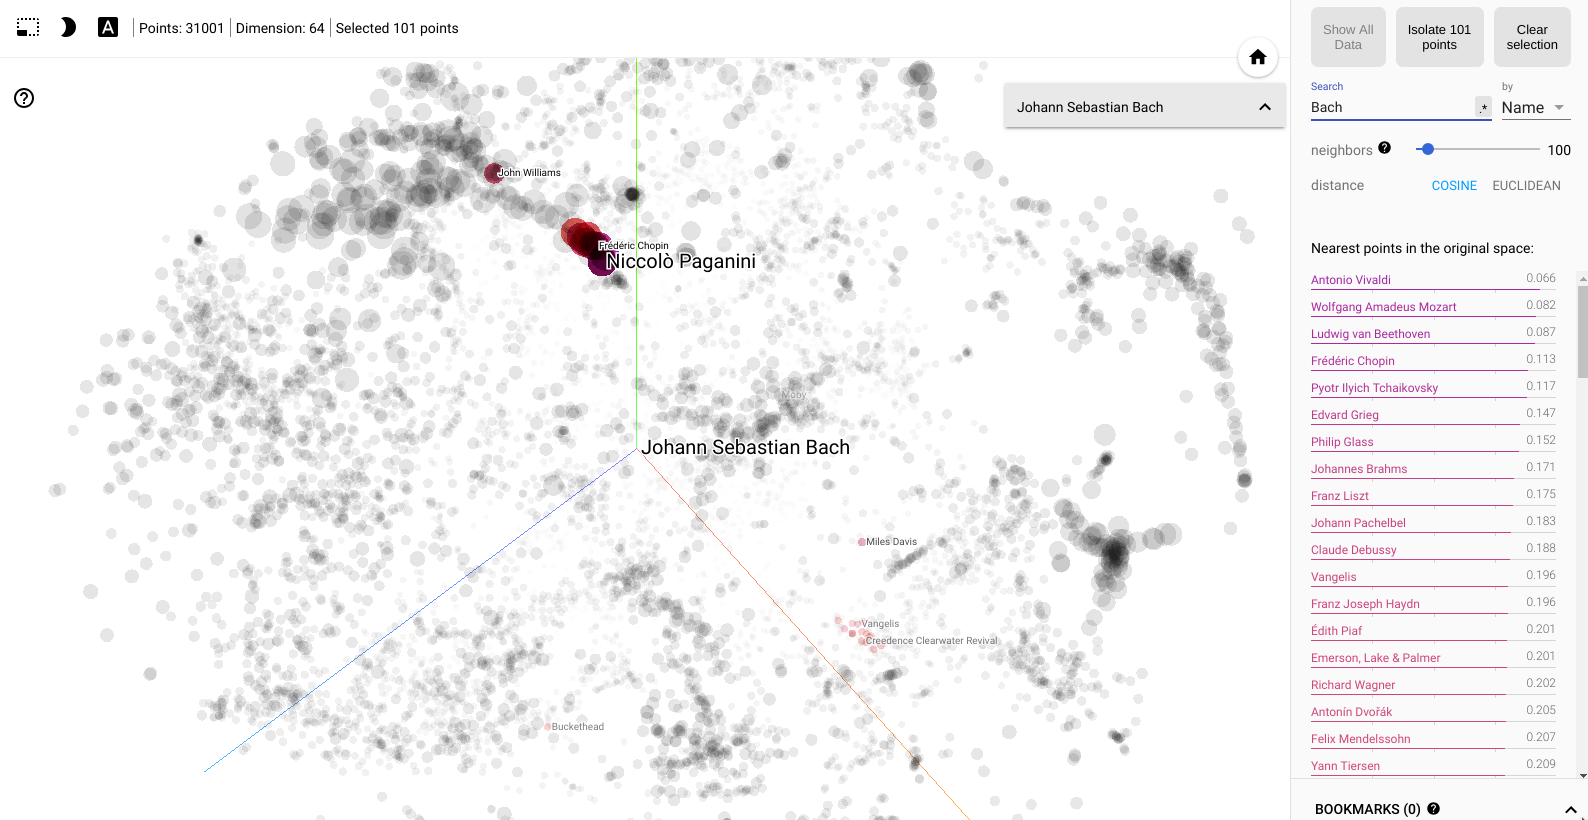 A
Points: 31001 Dimension: 64 Selected 101 points
Johann Sebastian Bach
John Williams
Frédéric Chopin
Niccolò Paganini
Moby
Johann Sebastian Bach
Miles Davis
Vangelis
Creedence Clearwater Revival
Buckethead
Show All Data
Isolate 101 points
Clear selection
Search
by
Bach .* Name
neighbors ? 100
distance COSINE EUCLIDEAN
Nearest points in the original space:
Antonio Vivaldi 0.066
Wolfgang Amadeus Mozart 0.082
Ludwig van Beethoven 0.087
Frédéric Chopin 0.113
Pyotr Ilyich Tchaikovsky 0.117
Edvard Grieg 0.147
Philip Glass 0.152
Johannes Brahms 0.171
Franz Liszt 0.175
Johann Pachelbel 0.183
Claude Debussy 0.188
Vangelis 0.196
Franz Joseph Haydn 0.196
Édith Piaf 0.201
Emerson, Lake & Palmer 0.201
Richard Wagner 0.202
Antonín Dvořák 0.205
Felix Mendelssohn 0.207
Yann Tiersen 0.209
BOOKMARKS (0) ?